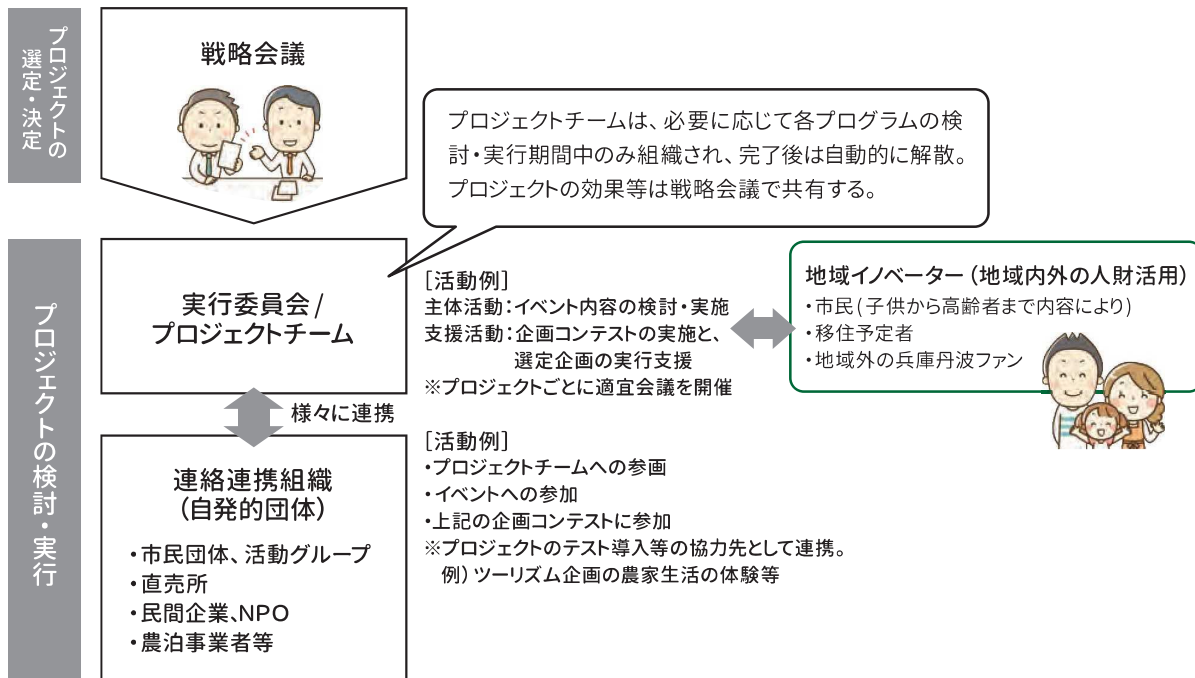 プロジェクトの
選定・決定
戦略会議
プロジェクトチームは、必要に応じて各プログラムの検
討・実行期間中のみ組織され、完了後は自動的に解散。
プロジェクトの効果等は戦略会議で共有する。
プロジェクトの検討・実行
実行委員会/
プロジェクトチーム
［活動例］
主体活動：イベント内容の検討・実施
支援活動：企画コンテストの実施と、
選定企画の実行支援
※プロジェクトごとに適宜会議を開催
地域イノベーター（地域内外の人財活用）
・市民(子供から高齢者まで内容により)
・移住予定者
・地域外の兵庫丹波ファン
様々に連携
連絡連携組織
（自発的団体）
・市民団体、活動グループ
・直売所
・民間企業、NPO
・農泊事業者等
［活動例］
・プロジェクトチームへの参画
・イベントへの参加
・上記の企画コンテストに参加
※プロジェクトのテスト導入等の協力先として連携。
例）ツーリズム企画の農家生活の体験等